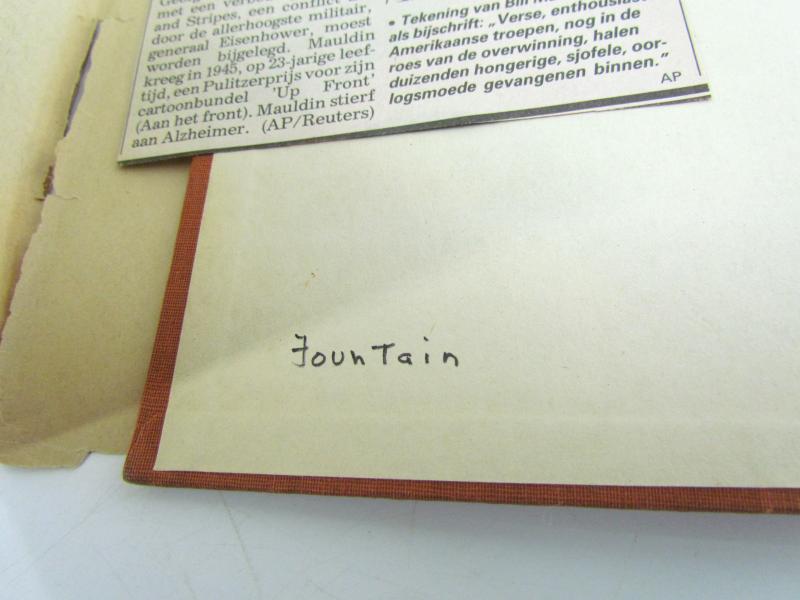 met een
and Stripes, een conflict
door de allerhoogste militair,
generaal Eisenhower, moest
worden bijgelegd. Mauldin
kreeg in 1945, op 23-jarige leef-
tijd, een Pulitzerprijs voor zijn
cartoonbundel 'Up Front'
(Aan het front). Mauldin stierf
aan Alzheimer. (AP/Reuters)
• Tekening van Bill
als bijschrift: „Verse,
Amerikaanse troepen, nog in de
roes van de overwinning, halen
duizenden hongerige, sjofele, oor-
logsmoede gevangenen binnen.”
AP
Fountain